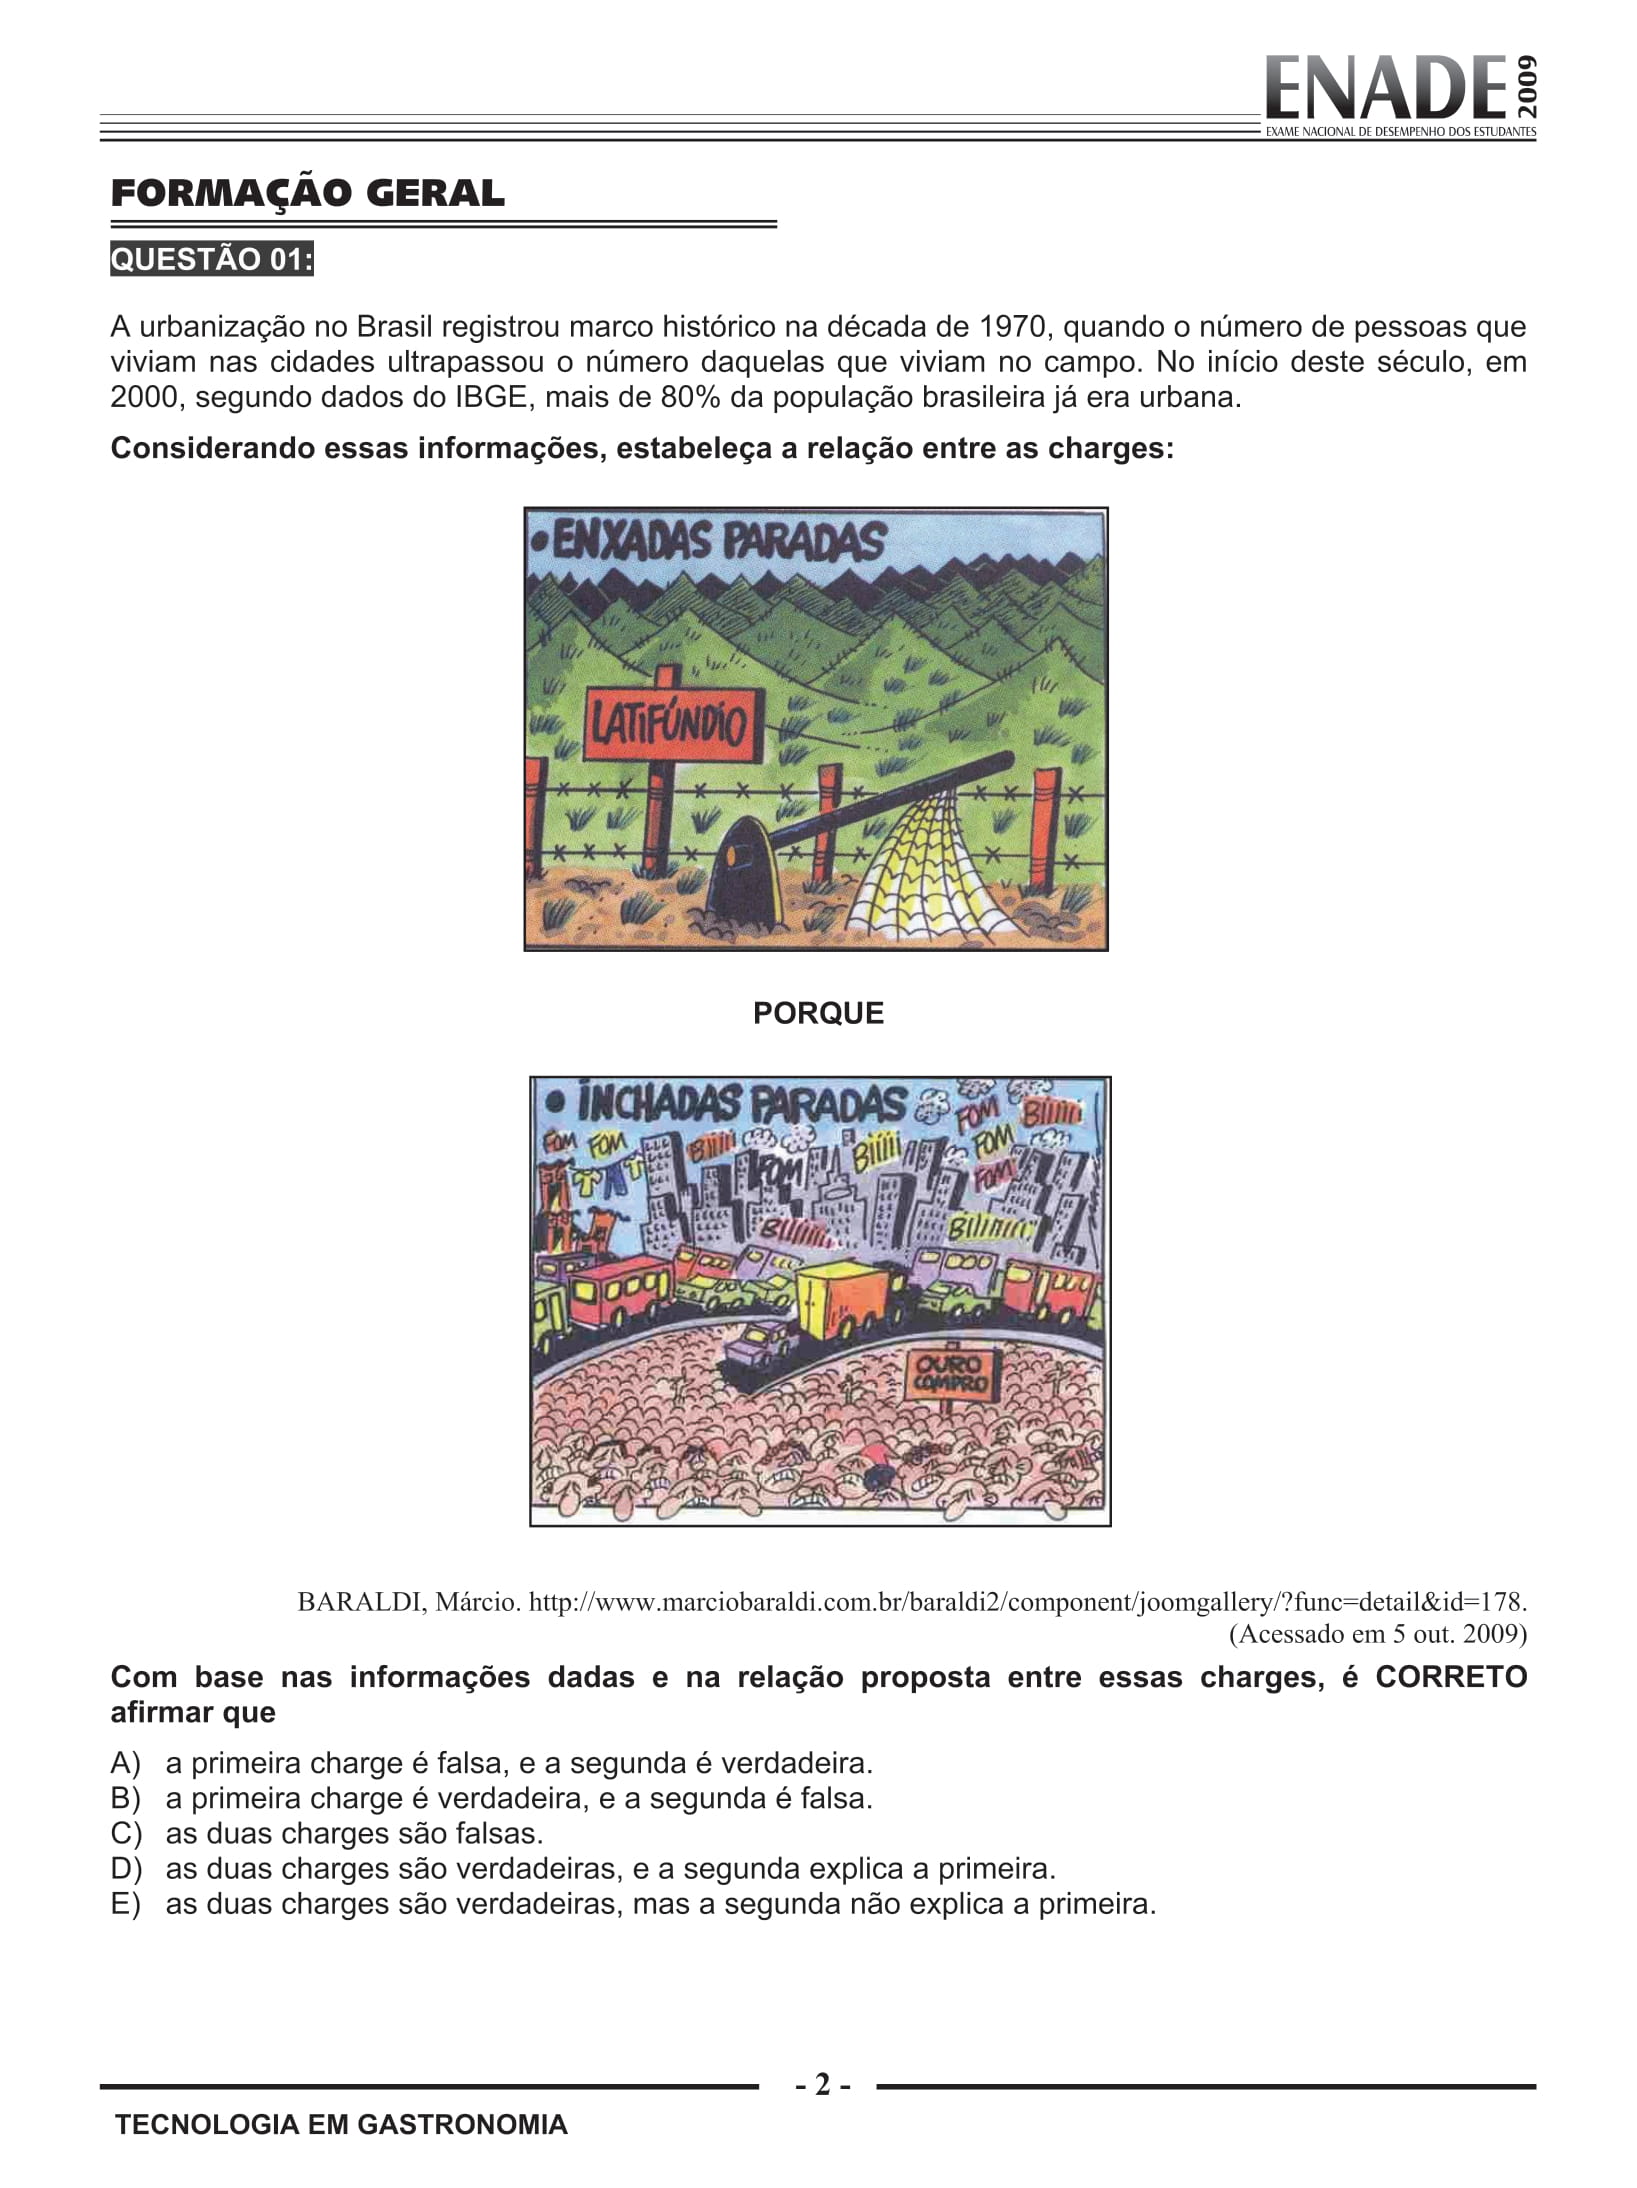 ENADE 2009
EXAME NACIONAL DE DESEMPENHO DOS ESTUDANTES
FORMAÇÃO GERAL
QUESTÃO 01:
A urbanização no Brasil registrou marco histórico na década de 1970, quando o número de pessoas que
viviam nas cidades ultrapassou o número daquelas que viviam no campo. No início deste século, em
2000, segundo dados do IBGE, mais de 80% da população brasileira já era urbana.
Considerando essas informações, estabeleça a relação entre as charges:
• ENXADAS PARADAS
LATIFÚNDIO
PORQUE
• INCHADAS PARADAS
FOM BIIIII
FOM FOM BIIIII FOM BIIIII FOM
FOM
BIIIIII BIIIIIII
OURO
COMPRO
BARALDI, Márcio. http://www.marciobaraldi.com.br/baraldi2/component/joomgallery/?func=detail&id=178.
(Acessado em 5 out. 2009)
Com base nas informações dadas e na relação proposta entre essas charges, é CORRETO
afirmar que
A) a primeira charge é falsa, e a segunda é verdadeira.
B) a primeira charge é verdadeira, e a segunda é falsa.
C) as duas charges são falsas.
D) as duas charges são verdadeiras, e a segunda explica a primeira.
E) as duas charges são verdadeiras, mas a segunda não explica a primeira.
- 2 -
TECNOLOGIA EM GASTRONOMIA